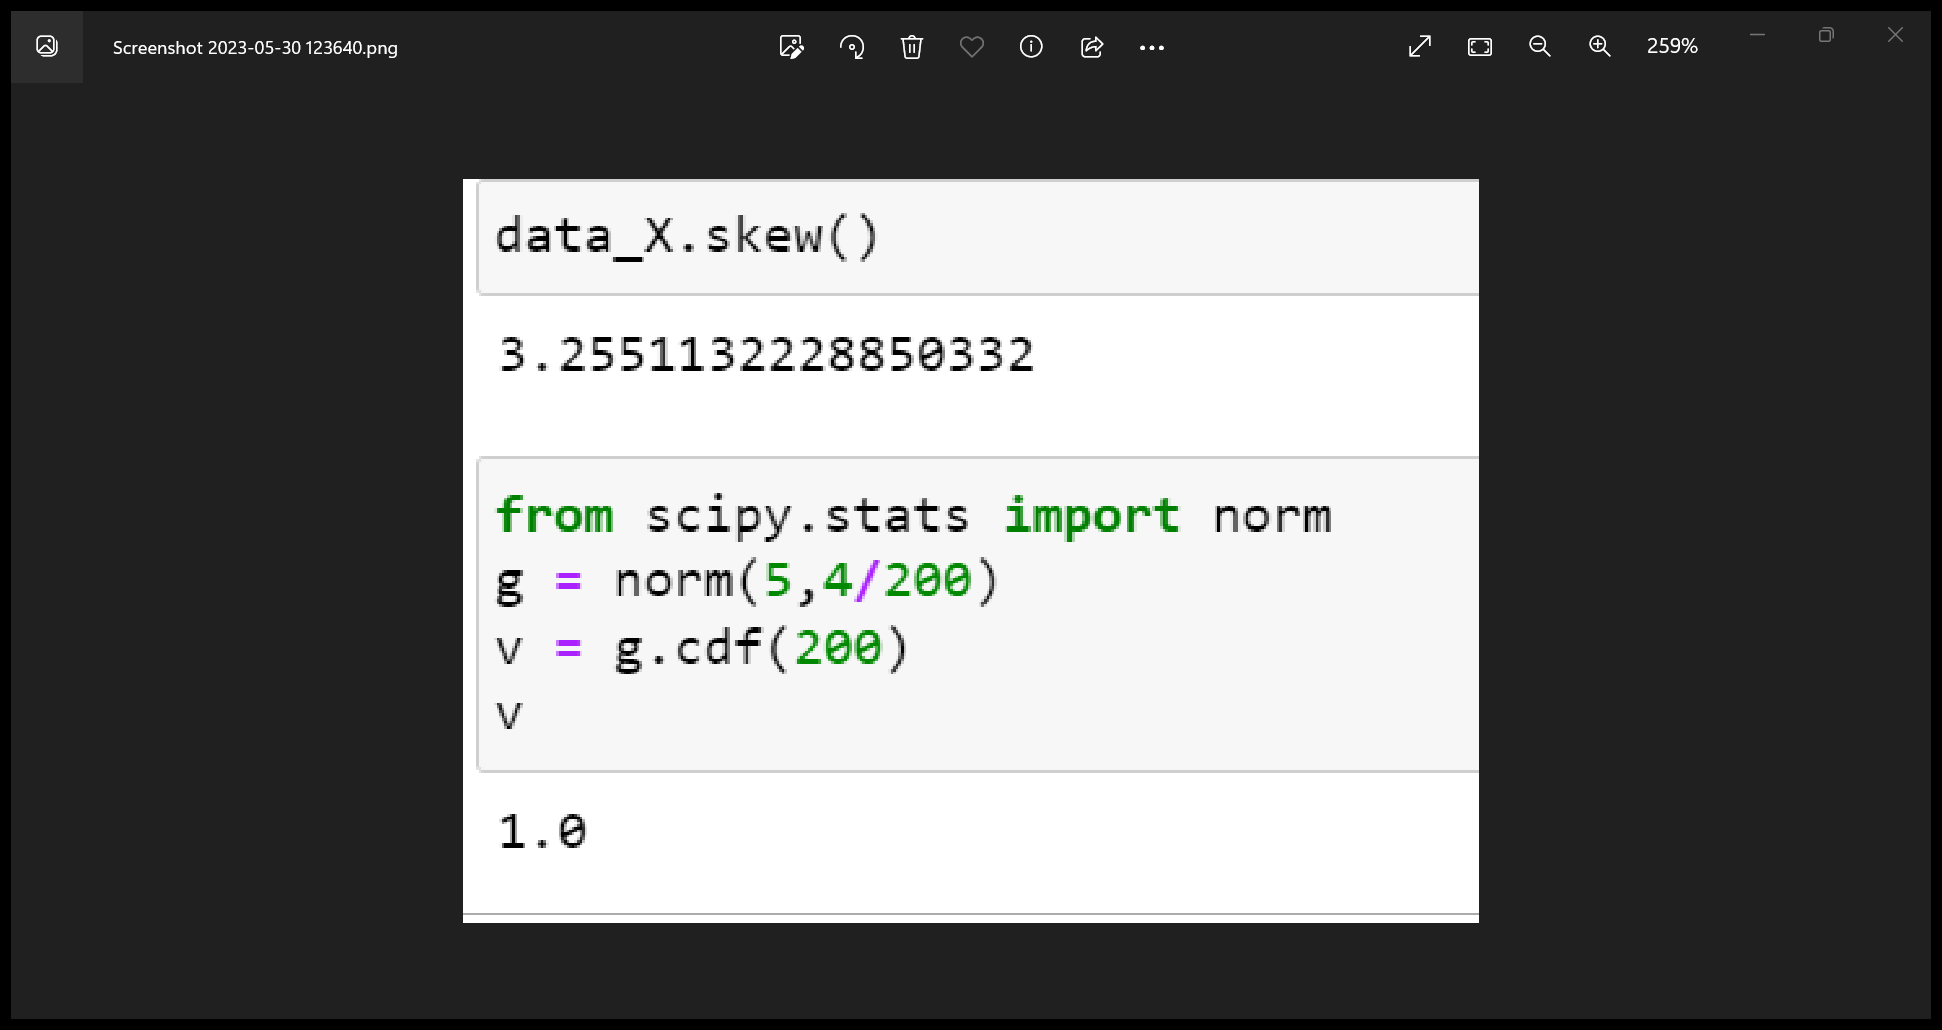 Screenshot 2023-05-30 123640.png
259%
data_X.skew()
3.2551132228850332
from scipy.stats import norm
g = norm(5,4/200)
v = g.cdf(200)
v
1.0